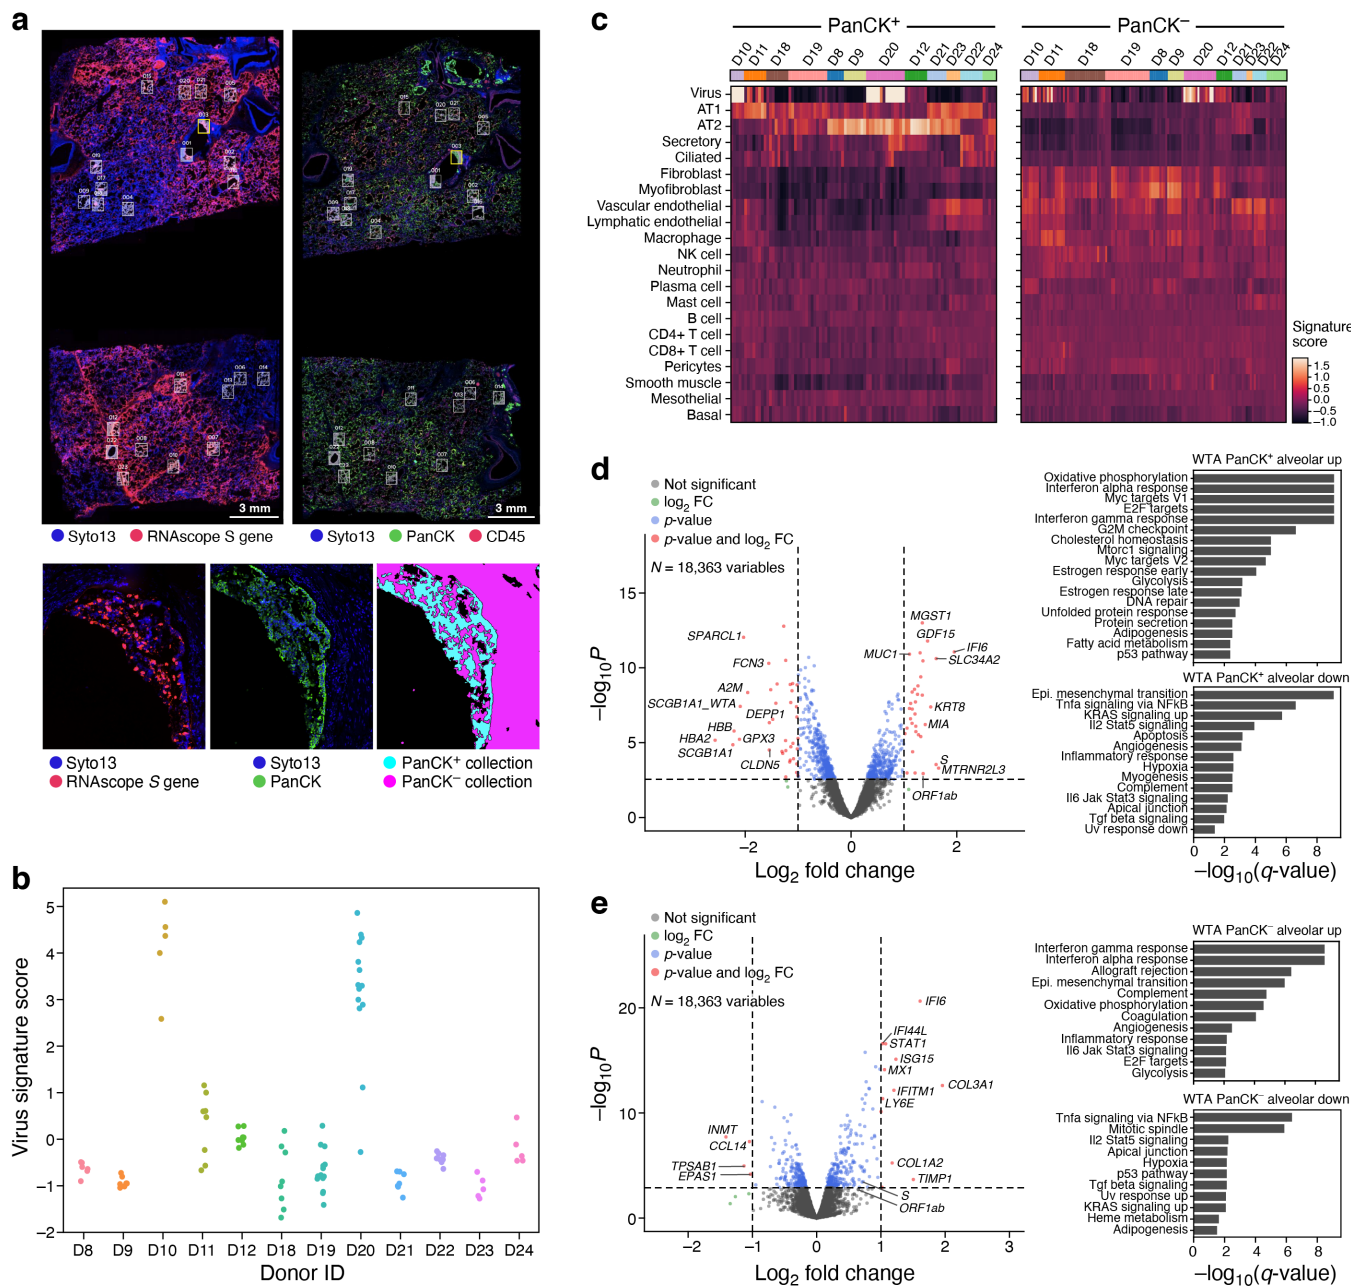 a
Syto13 RNAscope S gene
3 mm
Syto13 PanCK CD45
3 mm
Syto13
RNAscope S gene
Syto13
PanCK
PanCK+ collection
PanCK− collection
b
Virus signature score
5
4
3
2
1
0
−1
−2
D8 D9 D10 D11 D12 D18 D19 D20 D21 D22 D23 D24
Donor ID
c
PanCK+
PanCK−
D10 D11 D18 D19 D8 D9 D20 D12 D21 D23 D22 D24
D10 D11 D18 D19 D8 D9 D20 D12 D21 D23 D22 D24
Virus
AT1
AT2
Secretory
Ciliated
Fibroblast
Myofibroblast
Vascular endothelial
Lymphatic endothelial
Macrophage
NK cell
Neutrophil
Plasma cell
Mast cell
B cell
CD4+ T cell
CD8+ T cell
Pericytes
Smooth muscle
Mesothelial
Basal
Signature
score
1.5
1.0
0.5
0.0
−0.5
−1.0
d
Not significant
log2 FC
p-value
p-value and log2 FC
N = 18,363 variables
−log10P
15
10
5
0
−2 0 2
Log2 fold change
SPARCL1
FCN3
A2M
SCGB1A1_WTA
DEPP1
HBB
HBA2
GPX3
SCGB1A1
CLDN5
MGST1
GDF15
MUC1
IFI6
SLC34A2
KRT8
MIA
S
MTRNR2L3
ORF1ab
WTA PanCK+ alveolar up
Oxidative phosphorylation
Interferon alpha response
Myc targets V1
E2F targets
Interferon gamma response
G2M checkpoint
Cholesterol homeostasis
Mtorc1 signaling
Myc targets V2
Estrogen response early
Glycolysis
Estrogen response late
DNA repair
Unfolded protein response
Protein secretion
Adipogenesis
Fatty acid metabolism
p53 pathway
WTA PanCK+ alveolar down
Epi. mesenchymal transition
Tnfa signaling via NFkB
KRAS signaling up
Il2 Stat5 signaling
Apoptosis
Angiogenesis
Inflammatory response
Hypoxia
Myogenesis
Complement
Il6 Jak Stat3 signaling
Apical junction
Tgf beta signaling
Uv response down
0 2 4 6 8
−log10(q-value)
e
Not significant
log2 FC
p-value
p-value and log2 FC
N = 18,363 variables
−log10P
20
10
0
−2 −1 0 1 2 3
Log2 fold change
INMT
CCL14
TPSAB1
EPAS1
IFI6
IFI44L
STAT1
ISG15
MX1
IFITM1
COL3A1
LY6E
COL1A2
TIMP1
S
ORF1ab
WTA PanCK− alveolar up
Interferon gamma response
Interferon alpha response
Allograft rejection
Epi. mesenchymal transition
Complement
Oxidative phosphorylation
Coagulation
Angiogenesis
Inflammatory response
Il6 Jak Stat3 signaling
E2F targets
Glycolysis
WTA PanCK− alveolar down
Tnfa signaling via NFkB
Mitotic spindle
Il2 Stat5 signaling
Apical junction
Hypoxia
p53 pathway
Tgf beta signaling
Uv response up
KRAS signaling up
Heme metabolism
Adipogenesis
0 2 4 6 8
−log10(q-value)